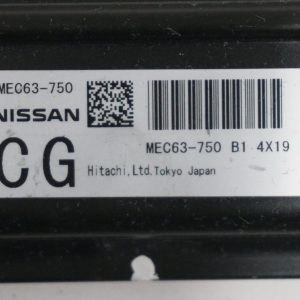 MEC63-750
NISSAN
MEC63-750 B1 4X19
CG
Hitachi,Ltd.Tokyo Japan